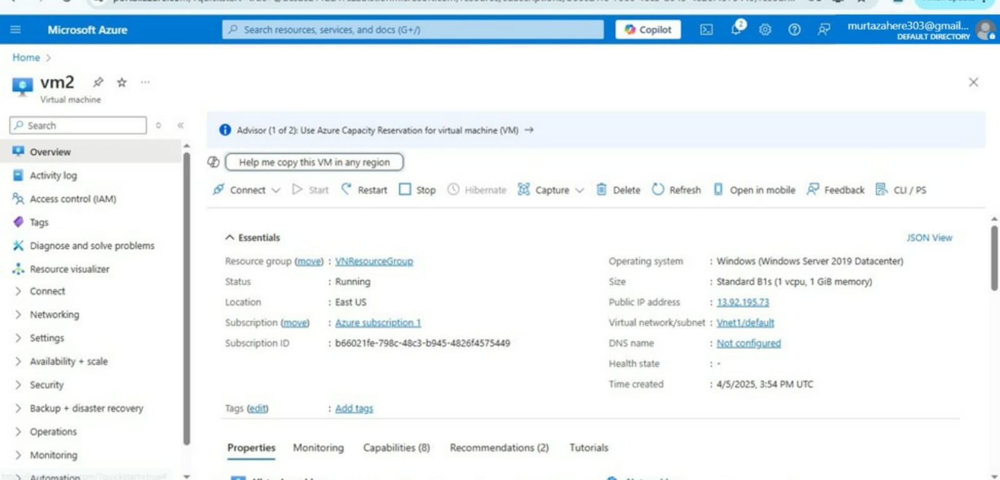 Microsoft Azure
Search resources, services, and docs (G+/)
Copilot
2
murtazahere303@gmail...
DEFAULT DIRECTORY
Home >
vm2
Virtual machine
Search
Overview
Activity log
Access control (IAM)
Tags
Diagnose and solve problems
Resource visualizer
Connect
Networking
Settings
Availability + scale
Security
Backup + disaster recovery
Operations
Monitoring
Automation
Advisor (1 of 2): Use Azure Capacity Reservation for virtual machine (VM) →
Help me copy this VM in any region
Connect Start Restart Stop Hibernate Capture Delete Refresh Open in mobile Feedback CLI / PS
Essentials
JSON View
Resource group (move) : VNResourceGroup
Status : Running
Location : East US
Subscription (move) : Azure subscription 1
Subscription ID : b66021fe-798c-48c3-b945-4826f4575449
Operating system : Windows (Windows Server 2019 Datacenter)
Size : Standard B1s (1 vcpu, 1 GiB memory)
Public IP address : 13.92.195.73
Virtual network/subnet : Vnet1/default
DNS name : Not configured
Health state : -
Time created : 4/5/2025, 3:54 PM UTC
Tags (edit) : Add tags
Properties Monitoring Capabilities (8) Recommendations (2) Tutorials